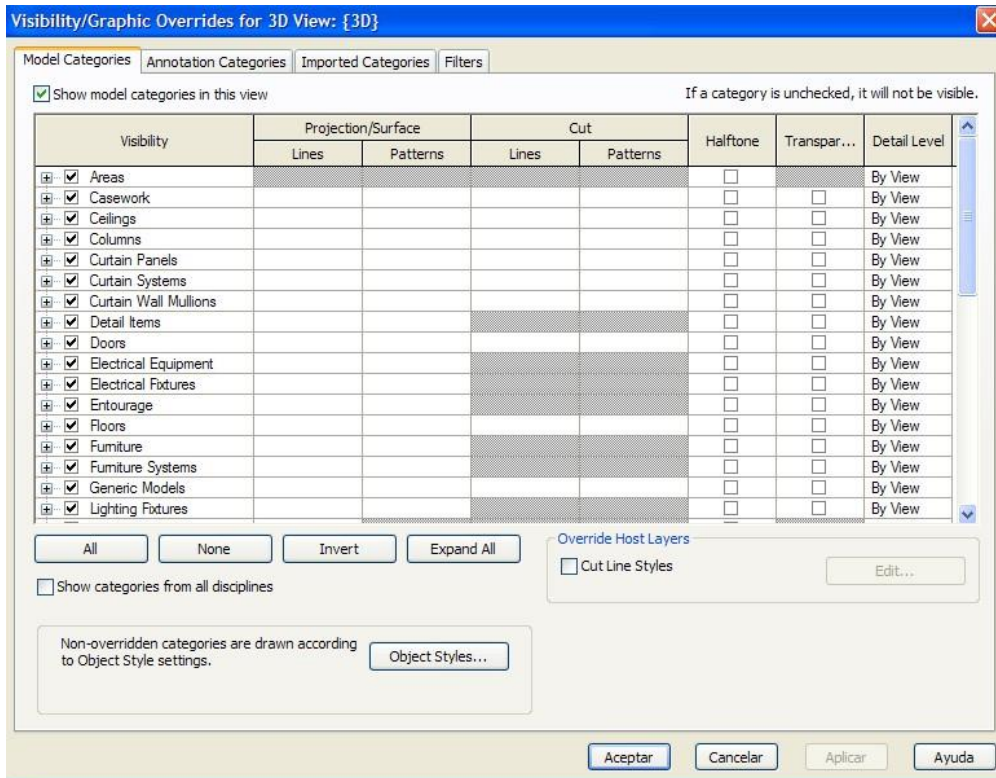 Visibility/Graphic Overrides for 3D View: {3D}
Model Categories Annotation Categories Imported Categories Filters
Show model categories in this view If a category is unchecked, it will not be visible.
Visibility Projection/Surface Cut Halftone Transpar... Detail Level
Lines Patterns Lines Patterns
Areas By View
Casework By View
Ceilings By View
Columns By View
Curtain Panels By View
Curtain Systems By View
Curtain Wall Mullions By View
Detail Items By View
Doors By View
Electrical Equipment By View
Electrical Fixtures By View
Entourage By View
Floors By View
Furniture By View
Furniture Systems By View
Generic Models By View
Lighting Fixtures By View
All None Invert Expand All Override Host Layers
Cut Line Styles Edit...
Show categories from all disciplines
Non-overridden categories are drawn according
to Object Style settings. Object Styles...
Aceptar Cancelar Aplicar Ayuda